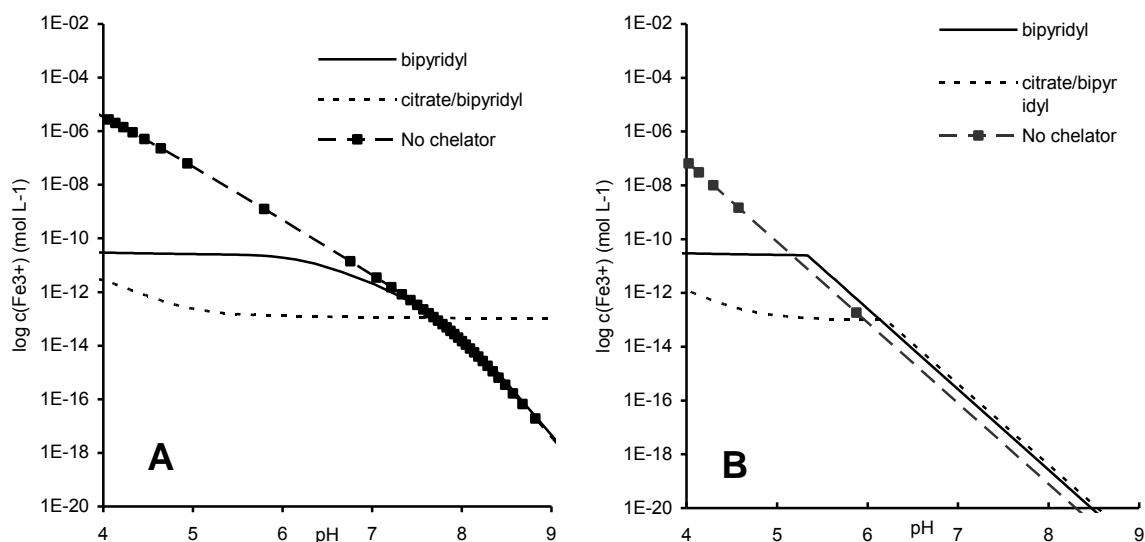 1E-02
1E-04
1E-06
1E-08
1E-10
1E-12
1E-14
1E-16
1E-18
1E-20
log c(Fe3+) (mol L-1)
4 5 6 7 8 9
pH
bipyridyl
citrate/bipyridyl
No chelator
A
1E-02
1E-04
1E-06
1E-08
1E-10
1E-12
1E-14
1E-16
1E-18
1E-20
log c(Fe3+) (mol L-1)
4 5 6 7 8 9
pH
bipyridyl
citrate/bipyr
idyl
No chelator
B